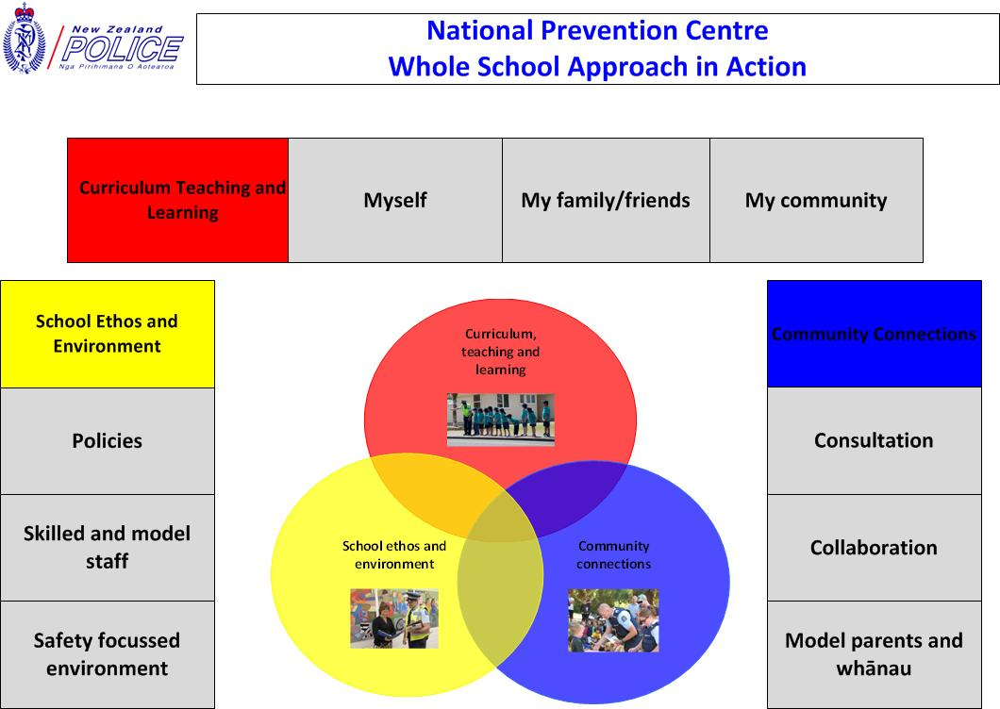 New Zealand
POLICE
Nga Pirihimana O Aotearoa
National Prevention Centre
Whole School Approach in Action
Curriculum Teaching and
Learning
Myself
My family/friends
My community
School Ethos and
Environment
Policies
Skilled and model
staff
Safety focussed
environment
Curriculum,
teaching and
learning
School ethos and
environment
Community
connections
Community Connections
Consultation
Collaboration
Model parents and
whānau